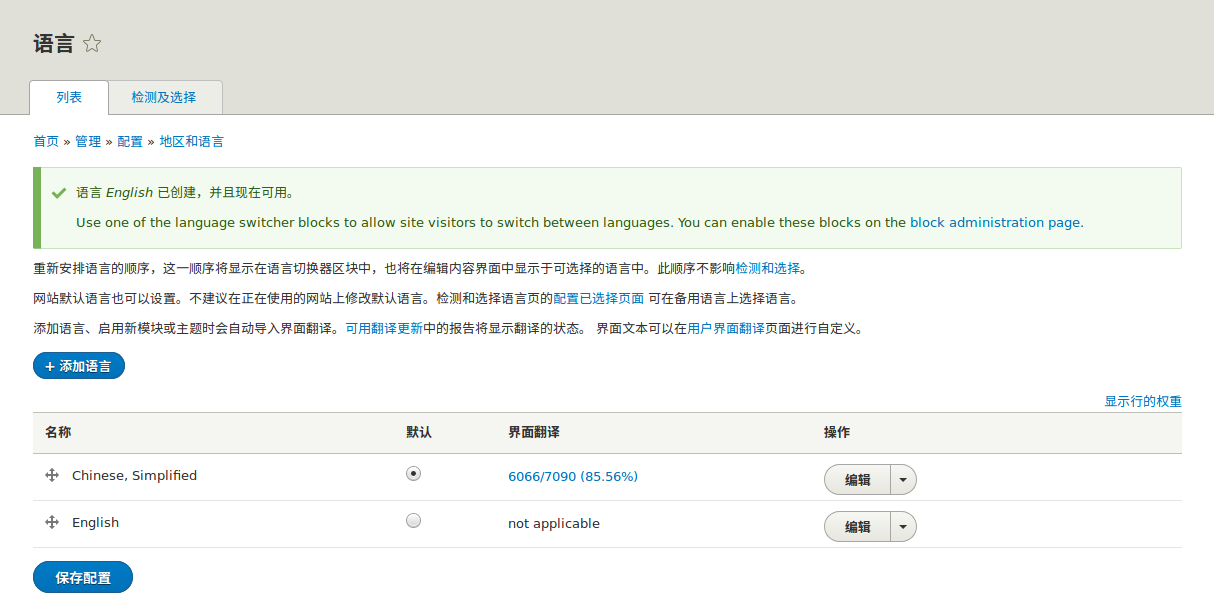 语言
列表 检测及选择
首页 » 管理 » 配置 » 地区和语言
语言 English 已创建，并且现在可用。
Use one of the language switcher blocks to allow site visitors to switch between languages. You can enable these blocks on the block administration page.
重新安排语言的顺序，这一顺序将显示在语言切换器区块中，也将在编辑内容界面中显示于可选择的语言中。此顺序不影响检测和选择。
网站默认语言也可以设置。不建议在正在使用的网站上修改默认语言。检测和选择语言页的配置已选择页面 可在备用语言上选择语言。
添加语言、启用新模块或主题时会自动导入界面翻译。可用翻译更新中的报告将显示翻译的状态。 界面文本可以在用户界面翻译页面进行自定义。
+ 添加语言
显示行的权重
名称 默认 界面翻译 操作
Chinese, Simplified 6066/7090 (85.56%) 编辑
English not applicable 编辑
保存配置